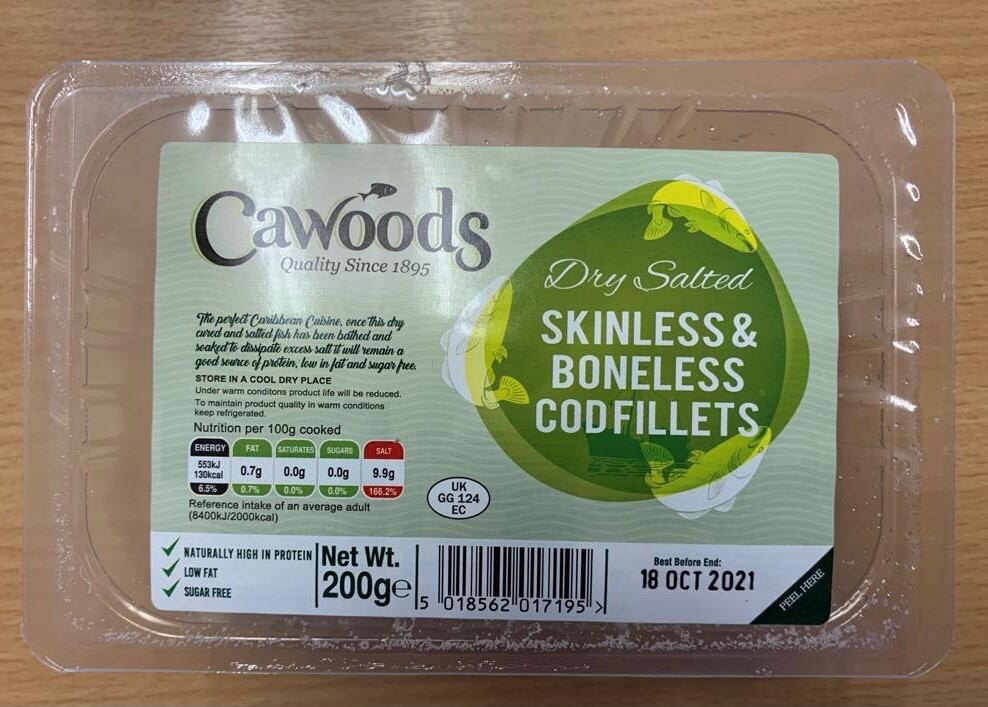 Cawoods
Quality Since 1895
The perfect Caribbean Cuisine, once this dry
cured and salted fish has been bathed and
soaked to dissipate excess salt it will remain a
good source of protein, low in fat and sugar free.
STORE IN A COOL DRY PLACE
Under warm conditons product life will be reduced.
To maintain product quality in warm conditions
keep refrigerated.
Nutrition per 100g cooked
ENERGY FAT SATURATES SUGARS SALT
553kJ
130kcal 0.7g 0.0g 0.0g 9.9g
6.5% 0.7% 0.0% 0.0% 165.2%
Reference intake of an average adult
(8400kJ/2000kcal)
UK
GG 124
EC
Dry Salted
SKINLESS &
BONELESS
COD FILLETS
NATURALLY HIGH IN PROTEIN
LOW FAT
SUGAR FREE
Net Wt.
200ge
5 018562 017195 >
Best Before End:
18 OCT 2021
PEEL HERE